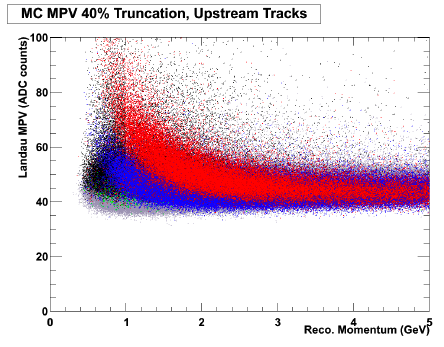 MC MPV 40% Truncation, Upstream Tracks
Landau MPV (ADC counts)
100
80
60
40
20
0
0 1 2 3 4 5
Reco. Momentum (GeV)